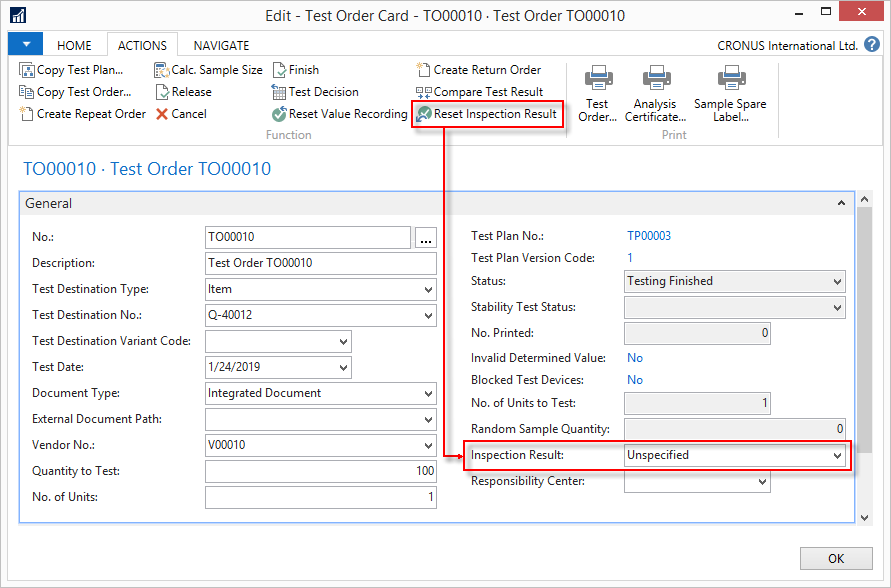 Edit - Test Order Card - TO00010 · Test Order TO00010
HOME ACTIONS NAVIGATE CRONUS International Ltd. ?
Copy Test Plan... Calc. Sample Size Finish Create Return Order
Copy Test Order... Release Test Decision Compare Test Result
Create Repeat Order Cancel Reset Value Recording Reset Inspection Result
Test Order... Analysis Certificate... Sample Spare Label...
Function Print
TO00010 · Test Order TO00010
General
No.: TO00010 ...
Description: Test Order TO00010
Test Destination Type: Item
Test Destination No.: Q-40012
Test Destination Variant Code:
Test Date: 1/24/2019
Document Type: Integrated Document
External Document Path:
Vendor No.: V00010
Quantity to Test: 100
No. of Units: 1
Test Plan No.: TP00003
Test Plan Version Code: 1
Status: Testing Finished
Stability Test Status:
No. Printed: 0
Invalid Determined Value: No
Blocked Test Devices: No
No. of Units to Test: 1
Random Sample Quantity: 0
Inspection Result: Unspecified
Responsibility Center:
OK